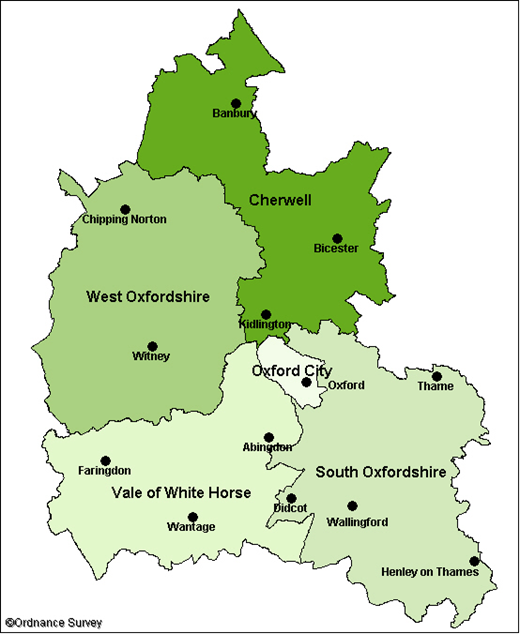 Banbury
Cherwell
Chipping Norton
Bicester
West Oxfordshire
Kidlington
Witney
Oxford City
Oxford
Thame
Abingdon
Faringdon
South Oxfordshire
Vale of White Horse
Didcot
Wantage
Wallingford
Henley on Thames
©Ordnance Survey